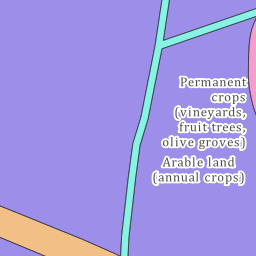 Permanent
crops
(vineyards,
fruit trees,
olive groves)
Arable land
(annual crops)